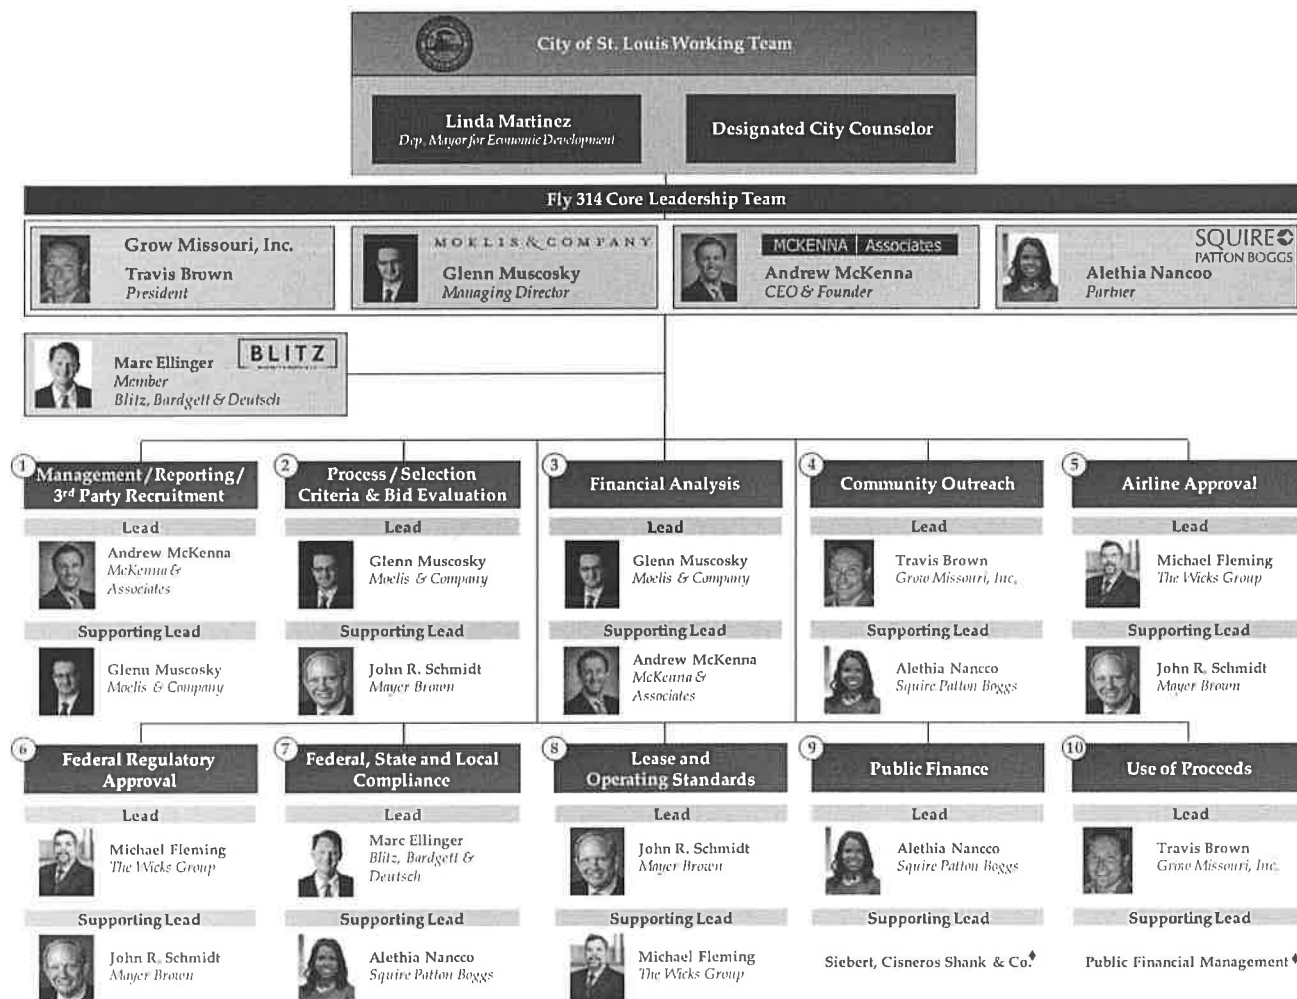 City of St. Louis Working Team
Linda Martinez
Dep. Mayor for Economic Development
Designated City Counselor
Fly 314 Core Leadership Team
Grow Missouri, Inc.
Travis Brown
President
MOELIS & COMPANY
Glenn Muscosky
Managing Director
MCKENNA Associates
Andrew McKenna
CEO & Founder
SQUIRE
PATTON BOGGS
Alethia Nancoo
Partner
Marc Ellinger
Member
Blitz, Bardgett & Deutsch
BLITZ
1
Management / Reporting /
3rd Party Recruitment
Lead
Andrew McKenna
McKenna &
Associates
Supporting Lead
Glenn Muscosky
Moelis & Company
2
Process / Selection
Criteria & Bid Evaluation
Lead
Glenn Muscosky
Moelis & Company
Supporting Lead
John R. Schmidt
Mayer Brown
3
Financial Analysis
Lead
Glenn Muscosky
Moelis & Company
Supporting Lead
Andrew McKenna
McKenna &
Associates
4
Community Outreach
Lead
Travis Brown
Grow Missouri, Inc.
Supporting Lead
Alethia Nancco
Squire Patton Boggs
5
Airline Approval
Lead
Michael Fleming
The Wicks Group
Supporting Lead
John R. Schmidt
Mayer Brown
6
Federal Regulatory
Approval
Lead
Michael Fleming
The Wicks Group
Supporting Lead
John R. Schmidt
Mayer Brown
7
Federal, State and Local
Compliance
Lead
Marc Ellinger
Blitz, Bardgett &
Deutsch
Supporting Lead
Alethia Nancco
Squire Patton Boggs
8
Lease and
Operating Standards
Lead
John R. Schmidt
Mayer Brown
Supporting Lead
Michael Fleming
The Wicks Group
9
Public Finance
Lead
Alethia Nancco
Squire Patton Boggs
Supporting Lead
Siebert, Cisneros Shank & Co.♦
10
Use of Proceeds
Lead
Travis Brown
Grow Missouri, Inc.
Supporting Lead
Public Financial Management♦